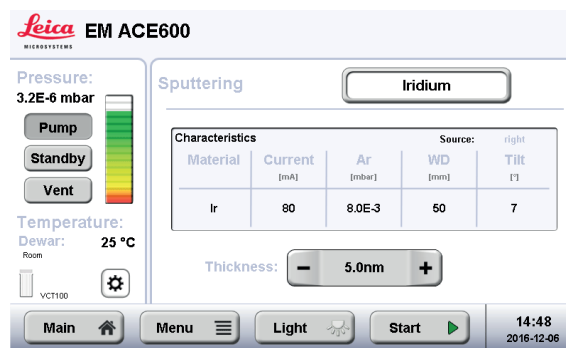 Leica
MICROSYSTEMS
EM ACE600
Pressure:
3.2E-6 mbar
Pump
Standby
Vent
Temperature:
Dewar: 25 °C
Room
VCT100
Sputtering
Iridium
Characteristics Source: right
Material Current Ar WD Tilt
[mA] [mbar] [mm] [°]
Ir 80 8.0E-3 50 7
Thickness: − 5.0nm +
Main Menu Light Start
14:48
2016-12-06